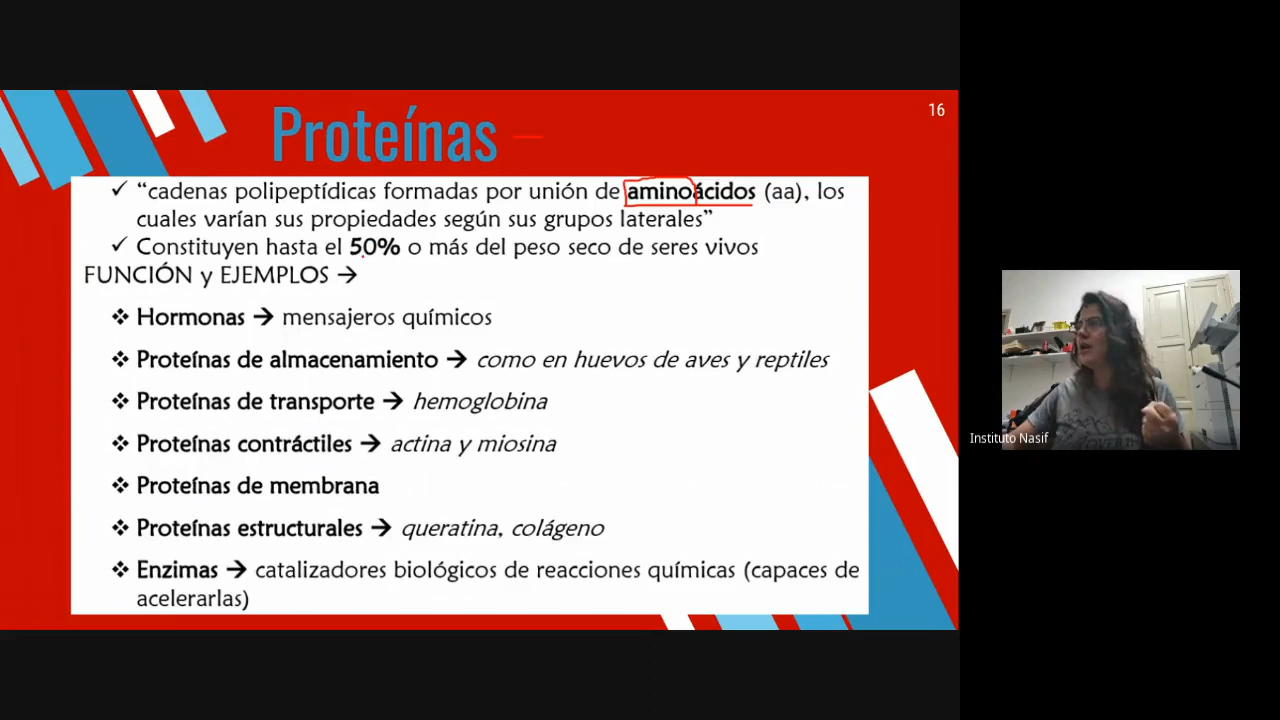 Proteínas –
16
✓ “cadenas polipeptídicas formadas por unión de aminoácidos (aa), los
cuales varían sus propiedades según sus grupos laterales”
✓ Constituyen hasta el 50% o más del peso seco de seres vivos
FUNCIÓN y EJEMPLOS →
❖ Hormonas → mensajeros químicos
❖ Proteínas de almacenamiento → como en huevos de aves y reptiles
❖ Proteínas de transporte → hemoglobina
❖ Proteínas contráctiles → actina y miosina
❖ Proteínas de membrana
❖ Proteínas estructurales → queratina, colágeno
❖ Enzimas → catalizadores biológicos de reacciones químicas (capaces de
acelerarlas)
Instituto Nasif